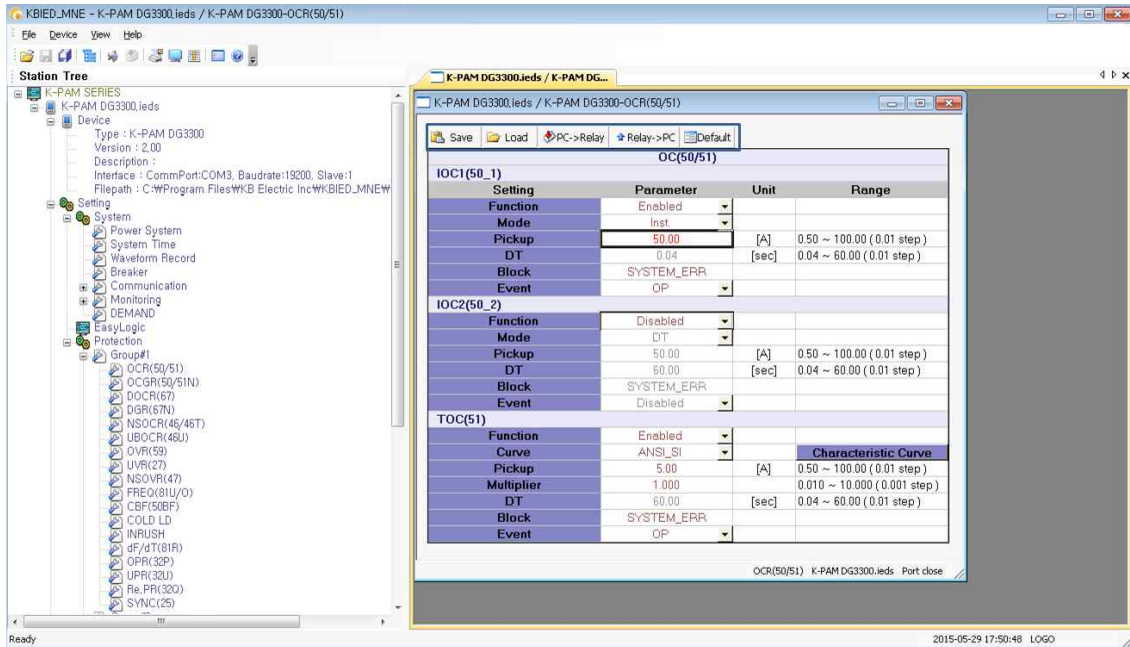 KBIED_MNE - K-PAM DG3300.ieds / K-PAM DG3300-OCR(50/51)
File Device View Help
Station Tree
K-PAM SERIES
K-PAM DG3300.ieds
Device
Type : K-PAM DG3300
Version : 2.00
Description :
Interface : CommPort:COM3, Baudrate:19200, Slave:1
Filepath : C:₩Program Files₩KB Electric Inc₩KBIED_MNE₩
Setting
System
Power System
System Time
Waveform Record
Breaker
Communication
Monitoring
DEMAND
EasyLogic
Protection
Group#1
OCR(50/51)
OCGR(50/51N)
DOCR(67)
DGR(67N)
NSOCR(46/46T)
UBOCR(46U)
OVR(59)
UVR(27)
NSOVR(47)
FREQ(81U/O)
CBF(50BF)
COLD LD
INRUSH
dF/dT(81R)
OPR(32P)
UPR(32U)
Re.PR(32Q)
SYNC(25)
K-PAM DG3300.ieds / K-PAM DG...
K-PAM DG3300.ieds / K-PAM DG3300-OCR(50/51)
Save Load PC->Relay Relay->PC Default
OC(50/51)
IOC1(50_1)
Setting Parameter Unit Range
Function Enabled
Mode Inst.
Pickup 50.00 [A] 0.50 ~ 100.00 ( 0.01 step )
DT 0.04 [sec] 0.04 ~ 60.00 ( 0.01 step )
Block SYSTEM_ERR
Event OP
IOC2(50_2)
Function Disabled
Mode DT
Pickup 50.00 [A] 0.50 ~ 100.00 ( 0.01 step )
DT 60.00 [sec] 0.04 ~ 60.00 ( 0.01 step )
Block SYSTEM_ERR
Event Disabled
TOC(51)
Function Enabled
Curve ANSI_SI Characteristic Curve
Pickup 5.00 [A] 0.50 ~ 100.00 ( 0.01 step )
Multiplier 1.000 0.010 ~ 10.000 ( 0.001 step )
DT 60.00 [sec] 0.04 ~ 60.00 ( 0.01 step )
Block SYSTEM_ERR
Event OP
OCR(50/51) K-PAM DG3300.ieds Port close
Ready 2015-05-29 17:50:48 LOGO